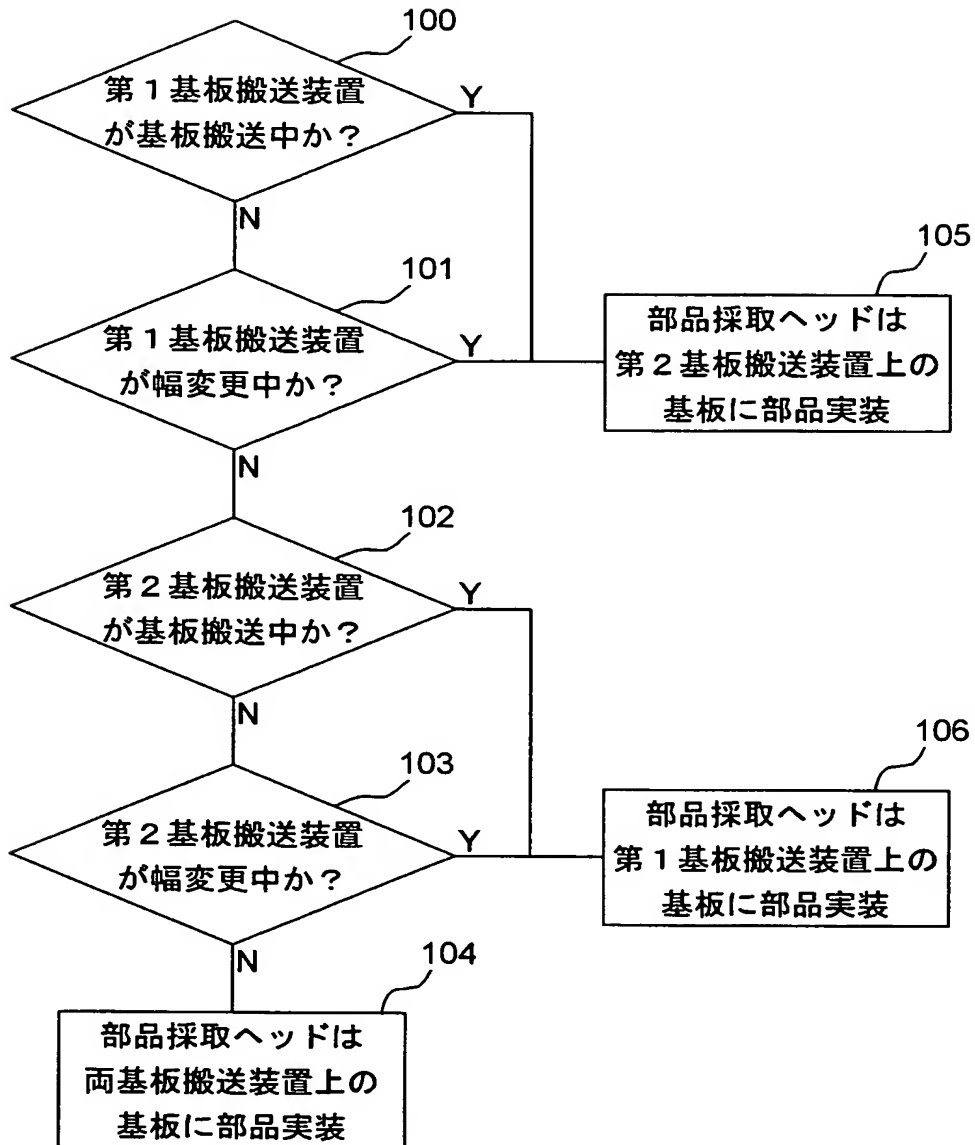 100
第1基板搬送装置
が基板搬送中か?
Y
N
101
第1基板搬送装置
が幅変更中か?
Y
105
部品採取ヘッドは
第2基板搬送装置上の
基板に部品実装
N
102
第2基板搬送装置
が基板搬送中か?
Y
N
103
第2基板搬送装置
が幅変更中か?
Y
106
部品採取ヘッドは
第1基板搬送装置上の
基板に部品実装
N
104
部品採取ヘッドは
両基板搬送装置上の
基板に部品実装